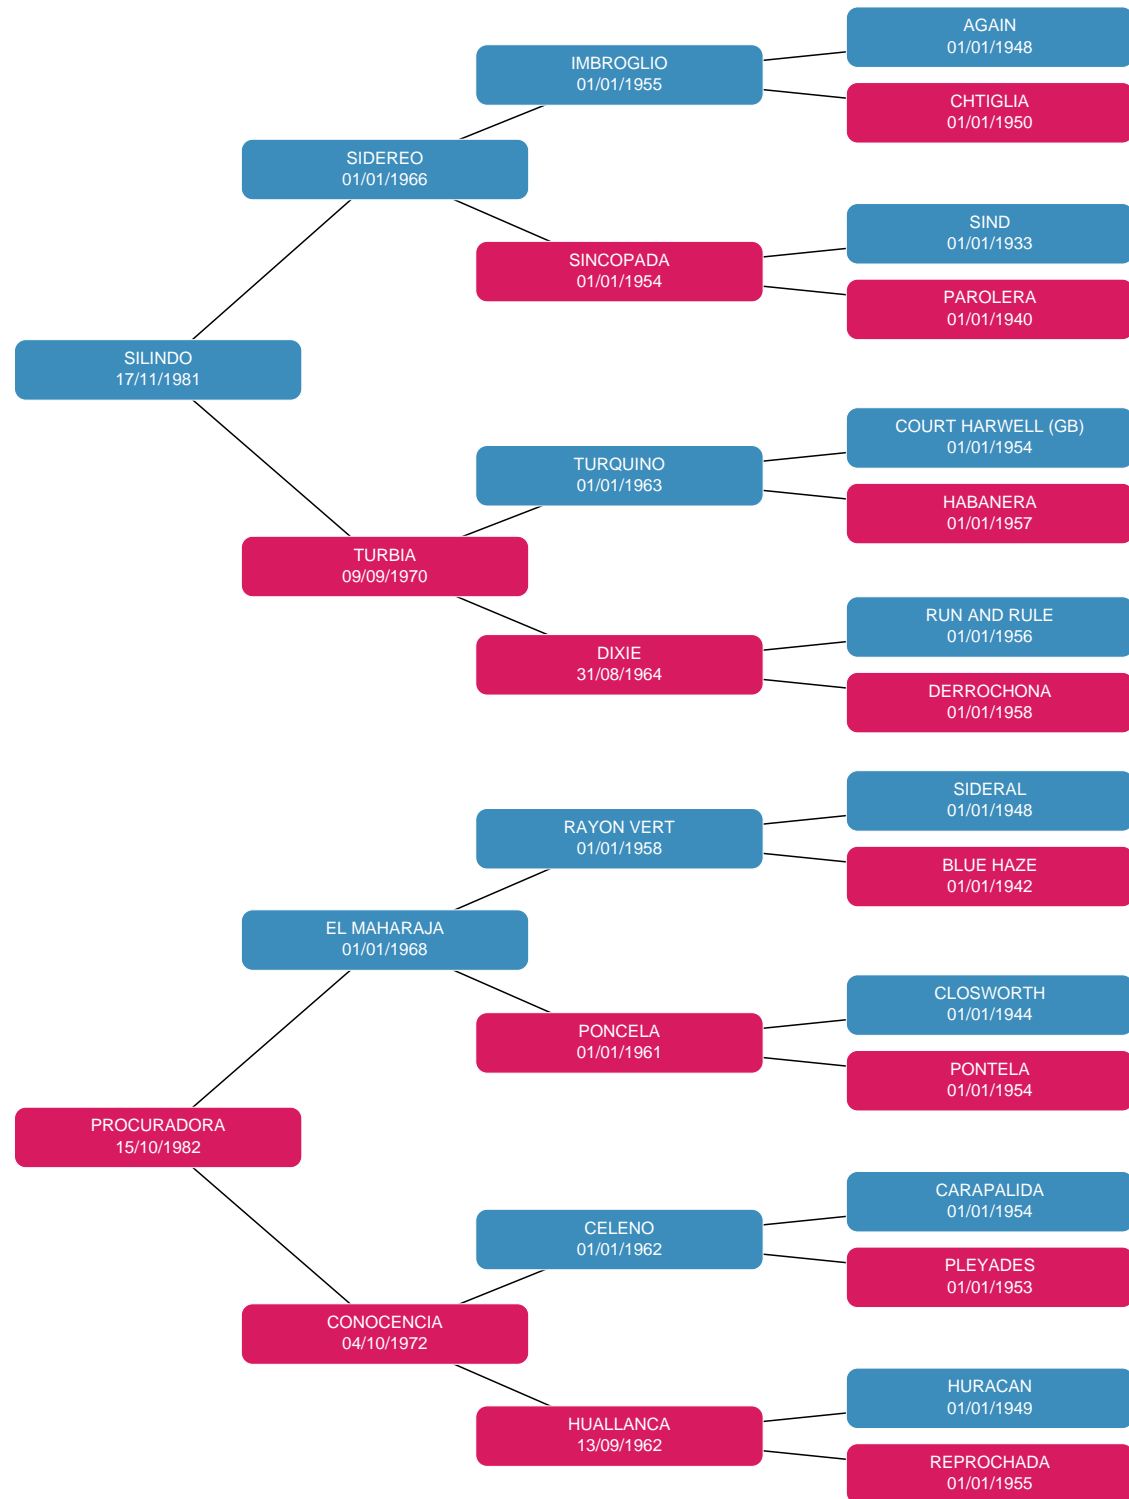 AGAIN
01/01/1948
IMBROGLIO
01/01/1955
CHTIGLIA
01/01/1950
SIDEREO
01/01/1966
SIND
01/01/1933
SINCOPADA
01/01/1954
PAROLERA
01/01/1940
SILINDO
17/11/1981
COURT HARWELL (GB)
01/01/1954
TURQUINO
01/01/1963
HABANERA
01/01/1957
TURBIA
09/09/1970
RUN AND RULE
01/01/1956
DIXIE
31/08/1964
DERROCHONA
01/01/1958
SIDERAL
01/01/1948
RAYON VERT
01/01/1958
BLUE HAZE
01/01/1942
EL MAHARAJA
01/01/1968
CLOSWORTH
01/01/1944
PONCELA
01/01/1961
PONTELA
01/01/1954
PROCURADORA
15/10/1982
CARAPALIDA
01/01/1954
CELENO
01/01/1962
PLEYADES
01/01/1953
CONOCENCIA
04/10/1972
HURACAN
01/01/1949
HUALLANCA
13/09/1962
REPROCHADA
01/01/1955